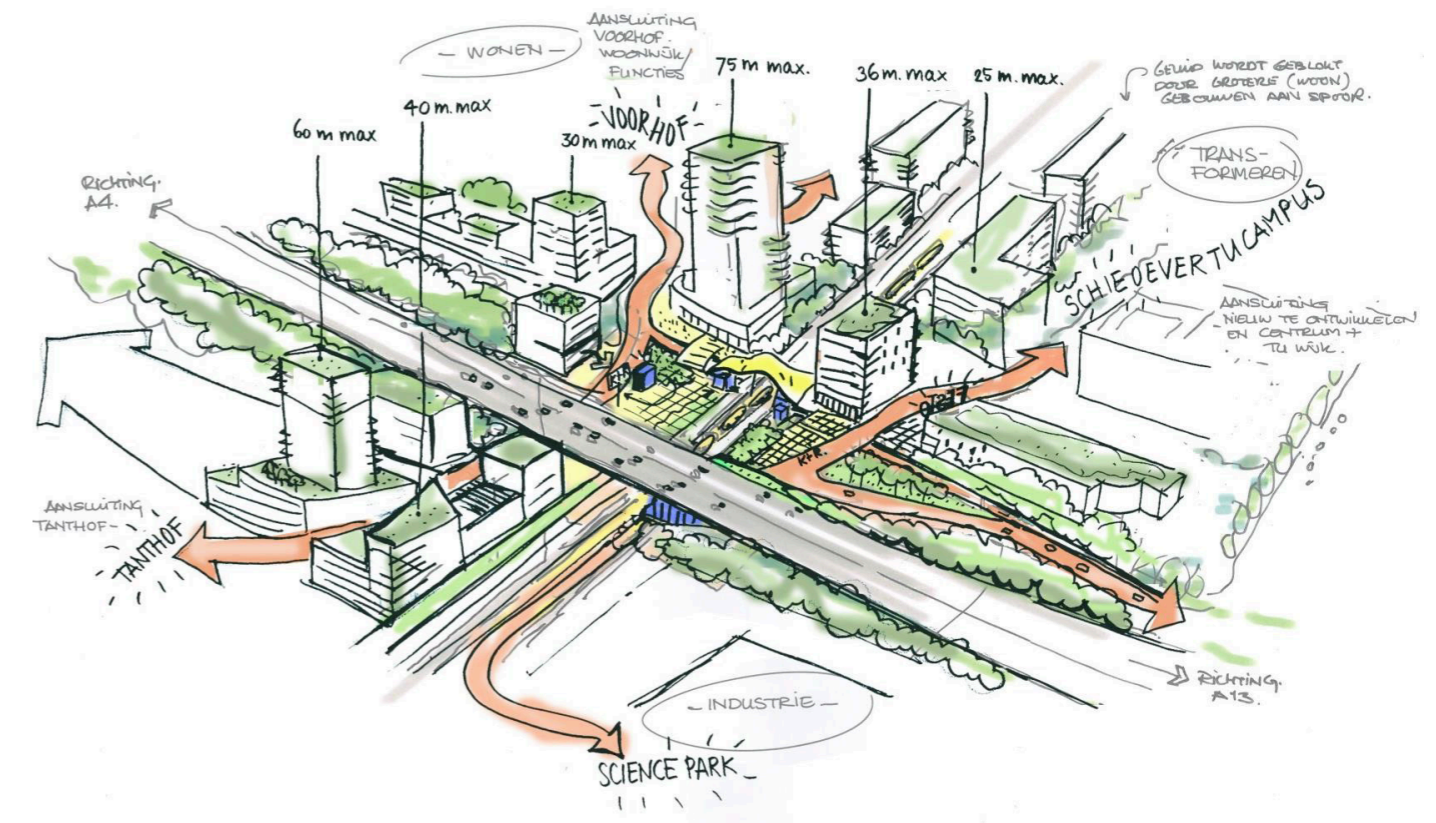 AANSLUITING
VOORHOF.
WOONWIJK/
FUNCTIES
- WONEN -
75 m max.
36 m. max
25 m. max.
GELUID WORDT GEBLOKT
DOOR GROTERE (WOON)
GEBOUWEN AAN SPOOR.
40 m. max
60 m max
VOORHOF
30 m max
TRANS-
FORMEREN
RICHTING.
A4.
SCHIEOEVER TU CAMPUS
AANSLUITING
NIEUW TE ONTWIKKELEN
EN CENTRUM +
TU WIJK.
K+R.
AANSLUITING
TANTHOF -
TANTHOF
RICHTING.
A13.
- INDUSTRIE -
SCIENCE PARK